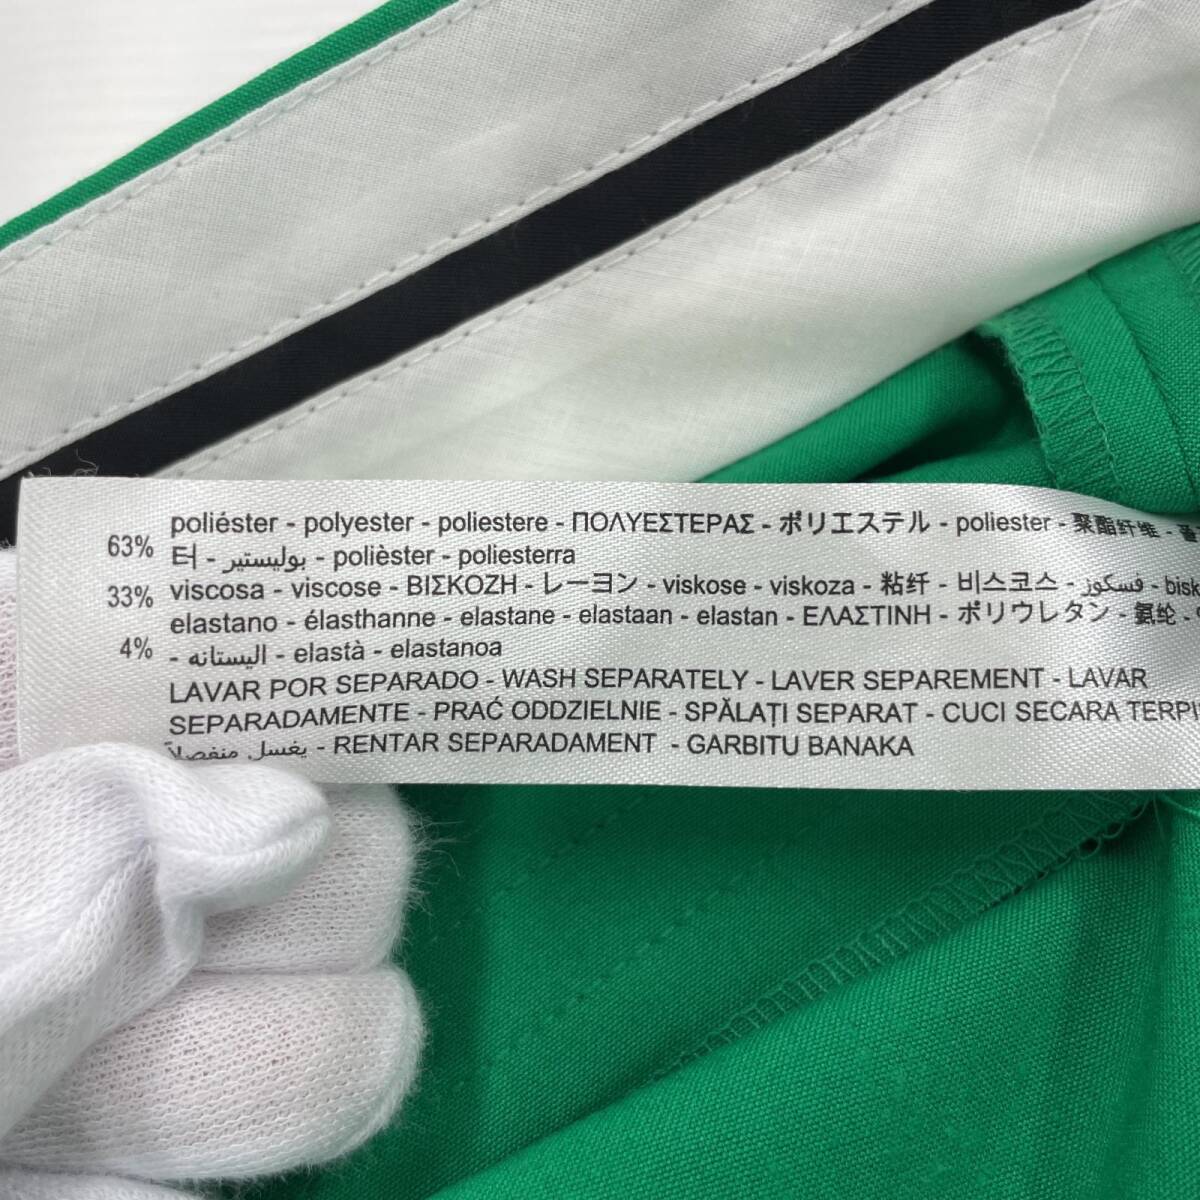 63% poliéster - polyester - poliestere - ΠΟΛΥΕΣΤΕΡΑΣ - ポリエステル - poliester - 聚酯纤维 -
터 - بوليستير - polièster - poliesterra
33% viscosa - viscose - ΒΙΣΚΟΖΗ - レーヨン - viskose - viskoza - 粘纤 - 비스코스 - فسكوز - bisk
elastano - élasthanne - elastane - elastaan - elastan - ΕΛΑΣΤΙΝΗ - ポリウレタン - 氨纶 -
4% - اليستانه - elastà - elastanoa
LAVAR POR SEPARADO - WASH SEPARATELY - LAVER SEPAREMENT - LAVAR
SEPARADAMENTE - PRAĆ ODDZIELNIE - SPĂLAȚI SEPARAT - CUCI SECARA TERPI
يغسل منفصلاً - RENTAR SEPARADAMENT - GARBITU BANAKA